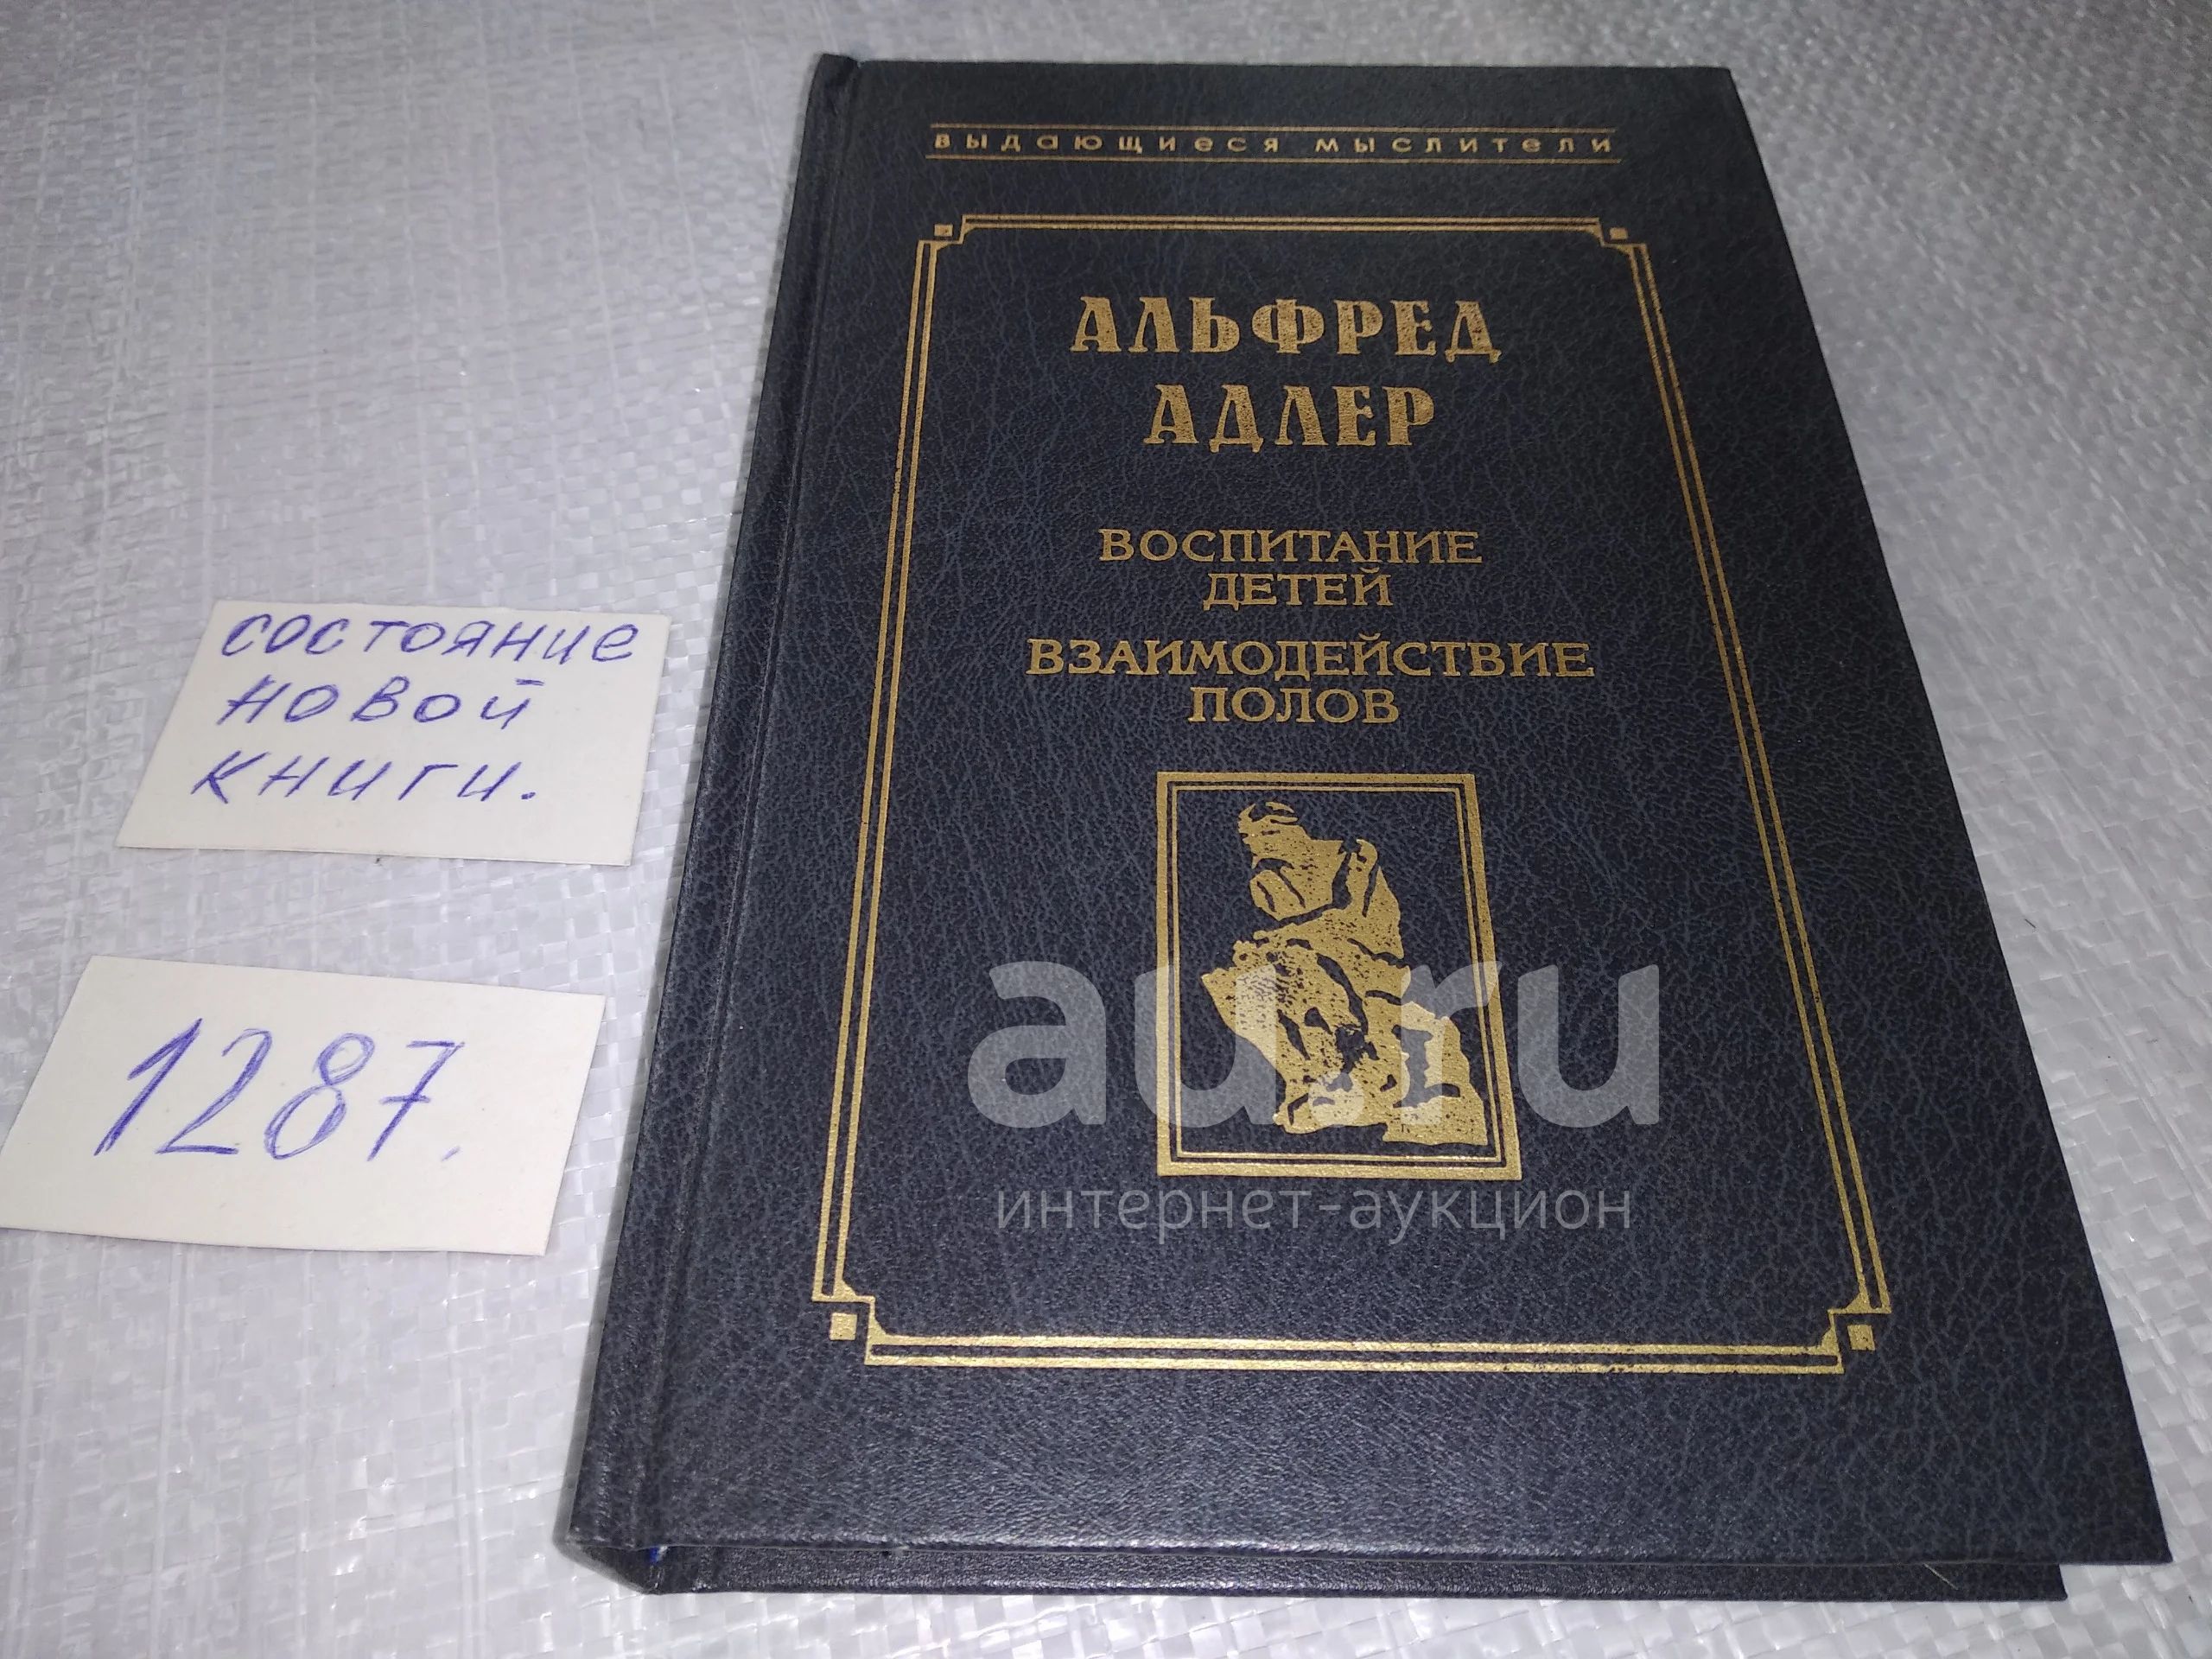 выдающиеся мыслители
АЛЬФРЕД
АДЛЕР
ВОСПИТАНИЕ
ДЕТЕЙ
ВЗАИМОДЕЙСТВИЕ
ПОЛОВ
состояние
новой
книги.
1287.
au.ru
интернет-аукцион